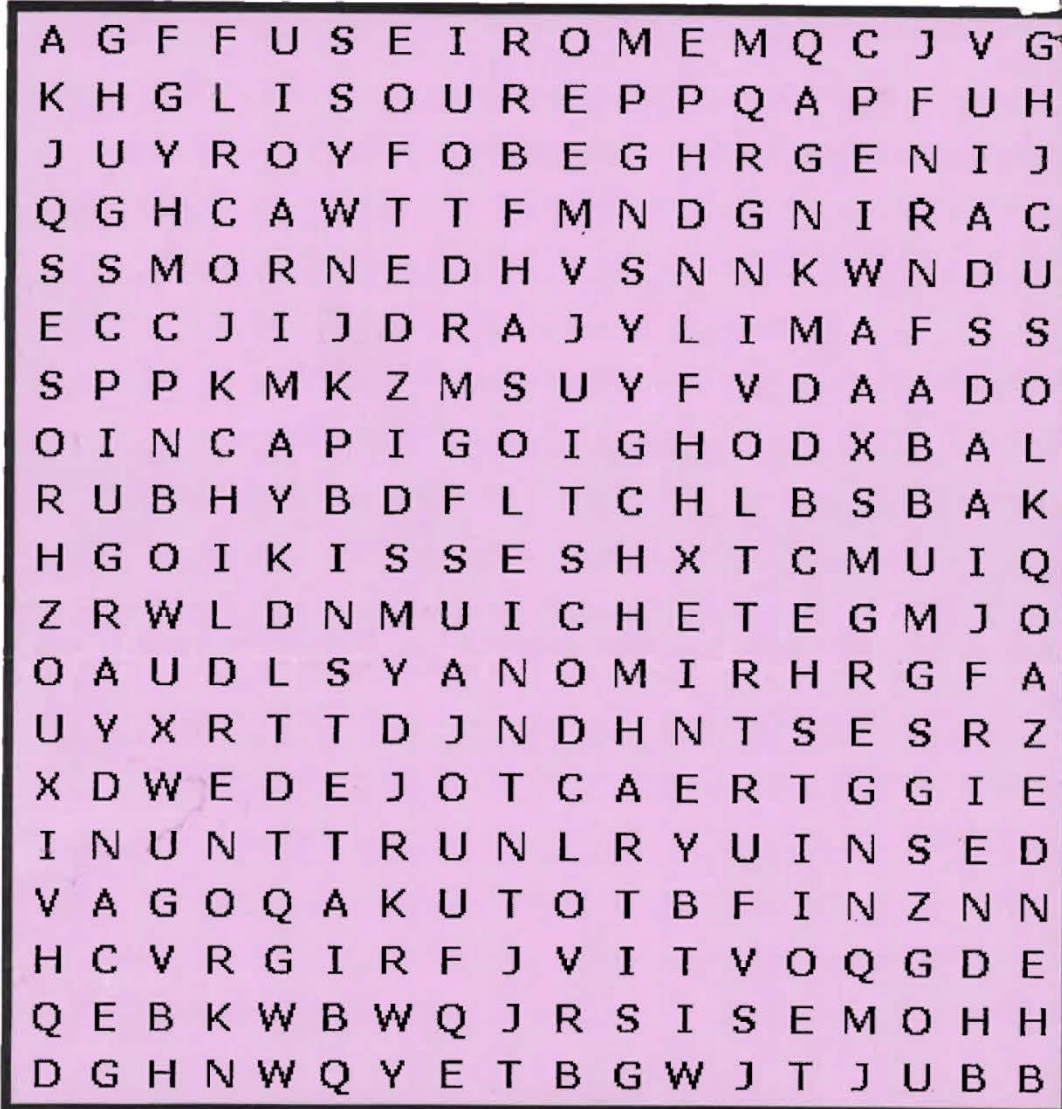 A G F F U S E I R O M E M Q C J V G
K H G L I S O U R E P P Q A P F U H
J U Y R O Y F O B E G H R G E N I J
Q G H C A W T T F M N D G N I R A C
S S M O R N E D H V S N N K W N D U
E C C J I J D R A J Y L I M A F S S
S P P K M K Z M S U Y F V D A A D O
O I N C A P I G O I G H O D X B A L
R U B H Y B D F L T C H L B S B A K
H G O I K I S S E S H X T C M U I Q
Z R W L D N M U I C H E T E G M J O
O A U D L S Y A N O M I R H R G F A
U Y X R T T D J N D H N T S E S R Z
X D W E D E J O T C A E R T G G I E
I N U N T T R U N L R Y U I N S E D
V A G O Q A K U T O T B F I N Z N N
H C V R G I R F J V I T V O Q G D E
Q E B K W B W Q J R S I S E M O H H
D G H N W Q Y E T B G W J T J U B B